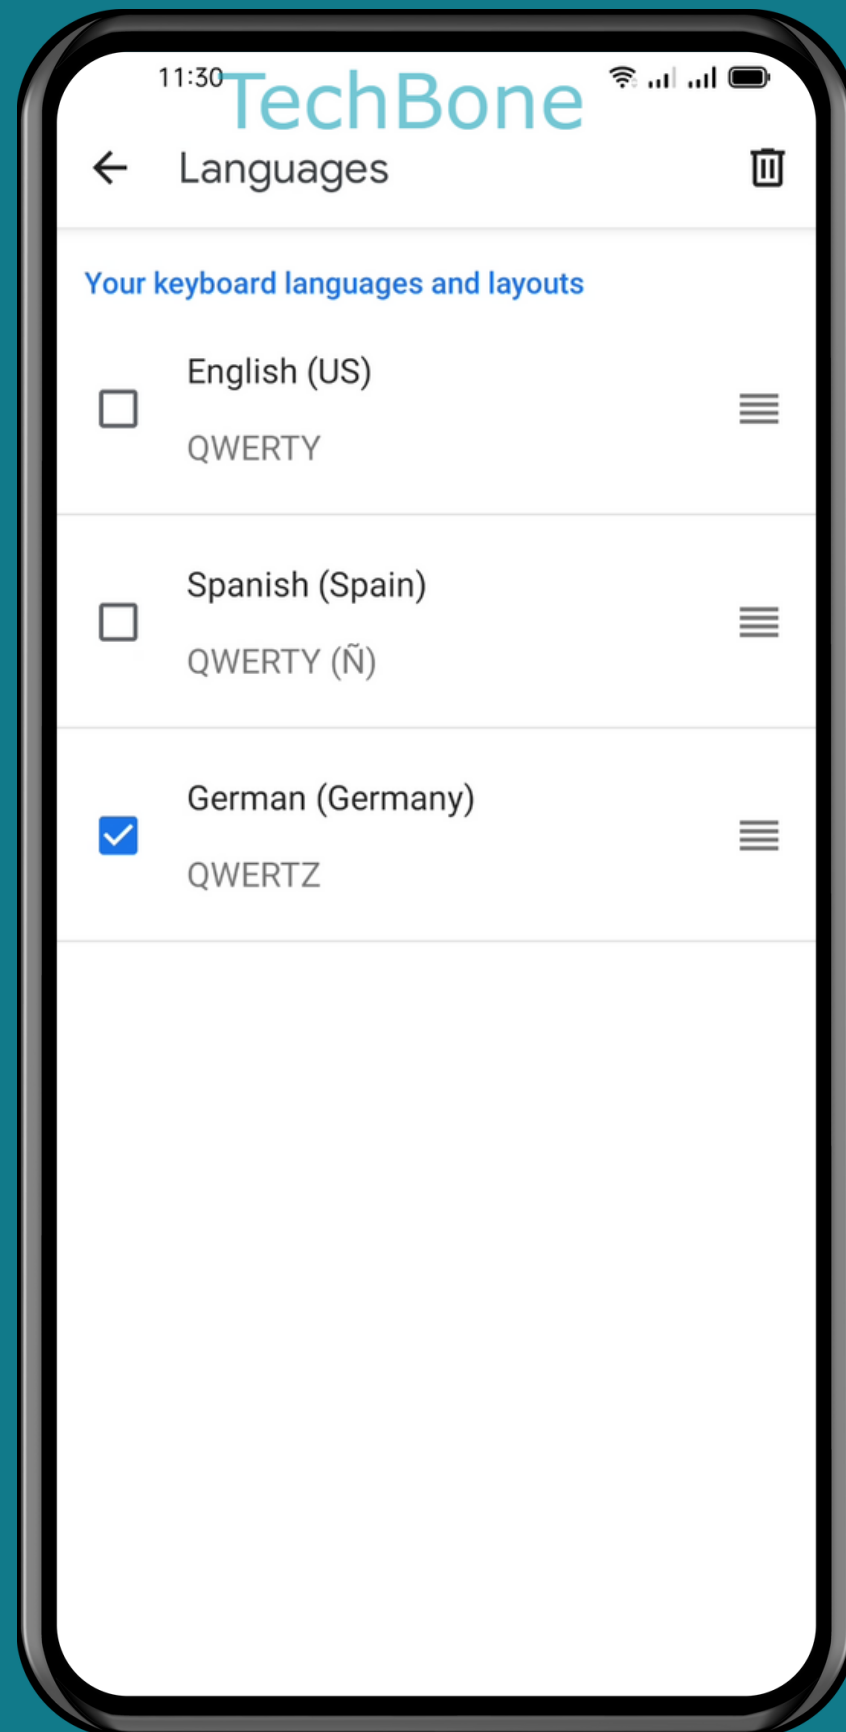 11:30
TechBone
Languages
Your keyboard languages and layouts
English (US)
QWERTY
Spanish (Spain)
QWERTY (Ñ)
German (Germany)
QWERTZ